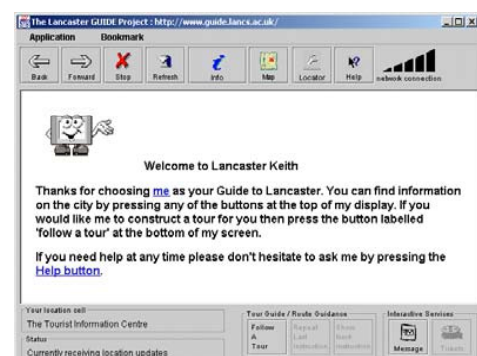 The Lancaster GUIDE Project : http://www.guide.lancs.ac.uk/
Application Bookmark
Back Forward Stop Refresh Info Map Locator Help network connection
Welcome to Lancaster Keith
Thanks for choosing me as your Guide to Lancaster. You can find information
on the city by pressing any of the buttons at the top of my display. If you
would like me to construct a tour for you then press the button labelled
'follow a tour' at the bottom of my screen.
If you need help at any time please don't hesitate to ask me by pressing the
Help button.
Your location cell
The Tourist Information Centre
Status
Currently receiving location updates
Tour Guide / Route Guidance
Follow
A
Tour
Repeat
Last
Instruction
Show
Next
Instruction
Interactive Services
Message Tickets